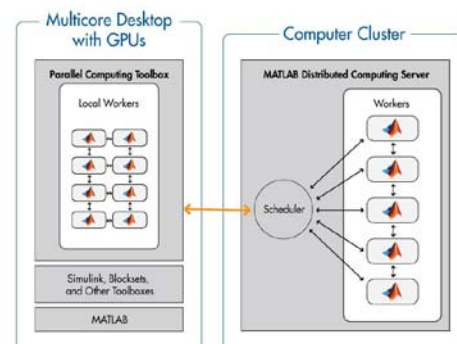 Multicore Desktop
with GPUs
Parallel Computing Toolbox
Local Workers
Simulink, Blocksets,
and Other Toolboxes
MATLAB
Computer Cluster
MATLAB Distributed Computing Server
Workers
Scheduler